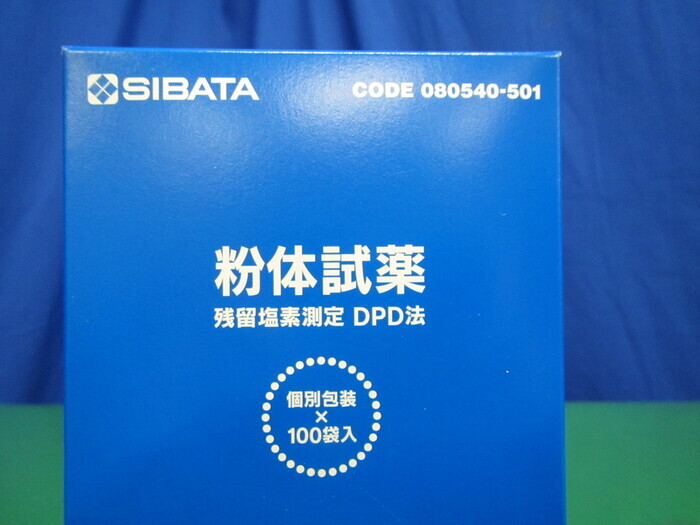 SIBATA
CODE 080540-501
粉体試薬
残留塩素測定 DPD法
個別包装
×
100袋入